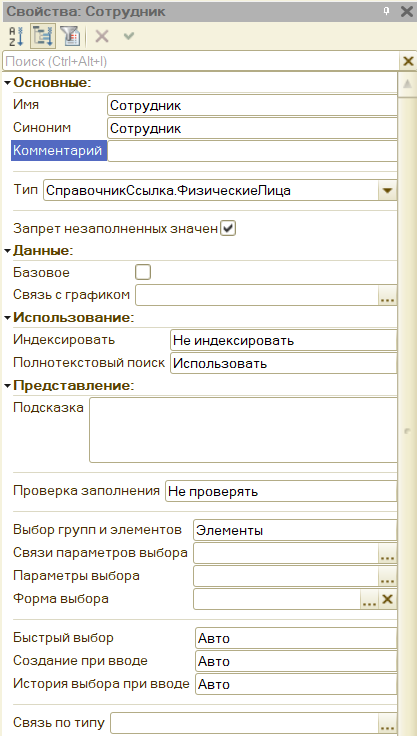 Свойства: Сотрудник
Поиск (Ctrl+Alt+I)
Основные:
Имя Сотрудник
Синоним Сотрудник
Комментарий
Тип СправочникСсылка.ФизическиеЛица
Запрет незаполненных значен
Данные:
Базовое
Связь с графиком ...
Использование:
Индексировать Не индексировать
Полнотекстовый поиск Использовать
Представление:
Подсказка
Проверка заполнения Не проверять
Выбор групп и элементов Элементы
Связи параметров выбора ...
Параметры выбора ...
Форма выбора ...
Быстрый выбор Авто
Создание при вводе Авто
История выбора при вводе Авто
Связь по типу ...